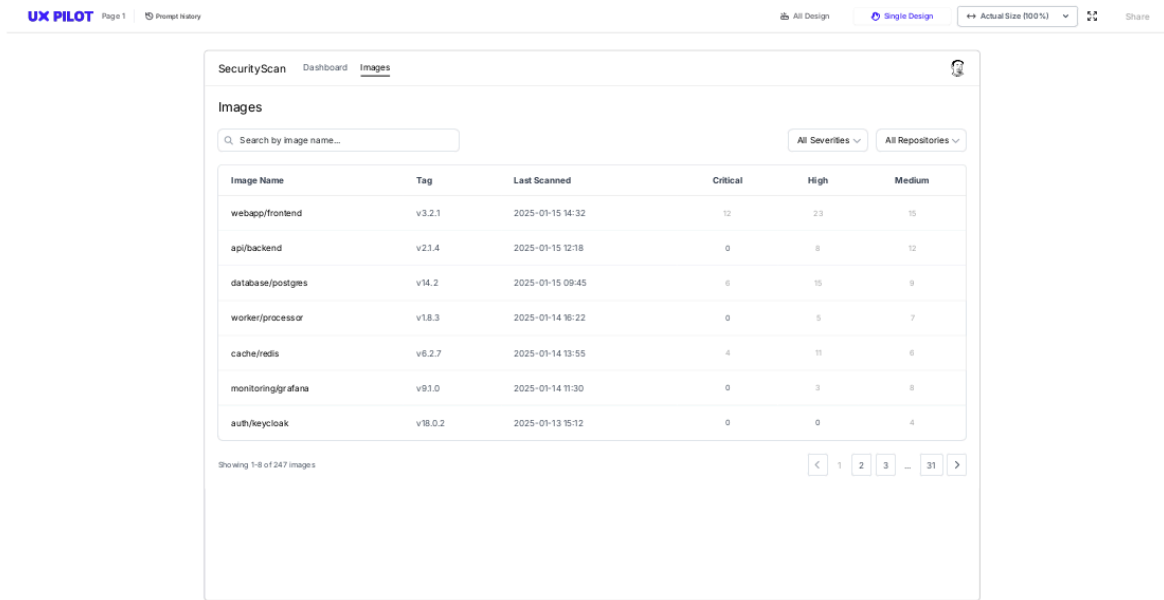 UX PILOT Page 1 Prompt history All Design Single Design Actual Size (100%) Share
SecurityScan Dashboard Images
Images
Search by image name... All Severities All Repositories
Image Name Tag Last Scanned Critical High Medium
webapp/frontend v3.2.1 2025-01-15 14:32 12 23 15
api/backend v2.1.4 2025-01-15 12:18 0 8 12
database/postgres v14.2 2025-01-15 09:45 6 15 9
worker/processor v1.8.3 2025-01-14 16:22 0 5 7
cache/redis v6.2.7 2025-01-14 13:55 4 11 6
monitoring/grafana v9.1.0 2025-01-14 11:30 0 3 8
auth/keycloak v18.0.2 2025-01-13 15:12 0 0 4
Showing 1-8 of 247 images 1 2 3 ... 31